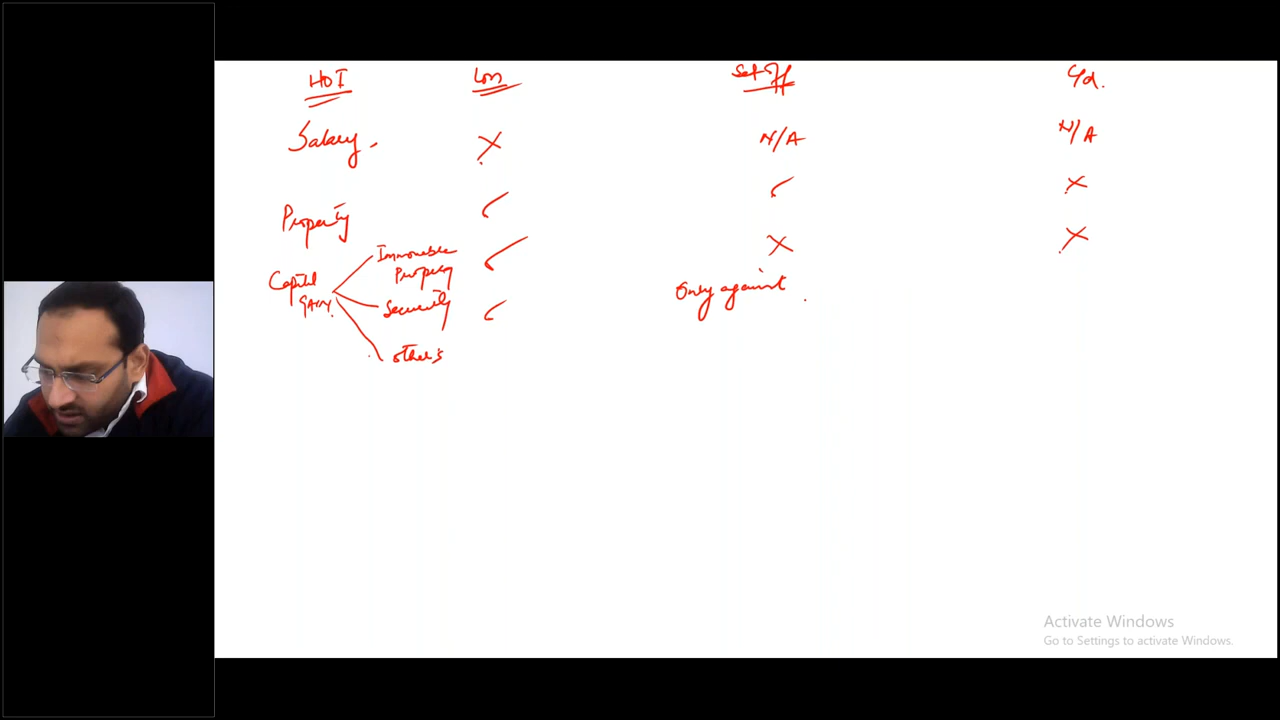 HOI Loss Set off C/d.
Salary. X N/A N/A
Property ✓ ✓ X
Capital Gain. Immovable Property ✓ X X
Security ✓ Only against
others
Activate Windows
Go to Settings to activate Windows.